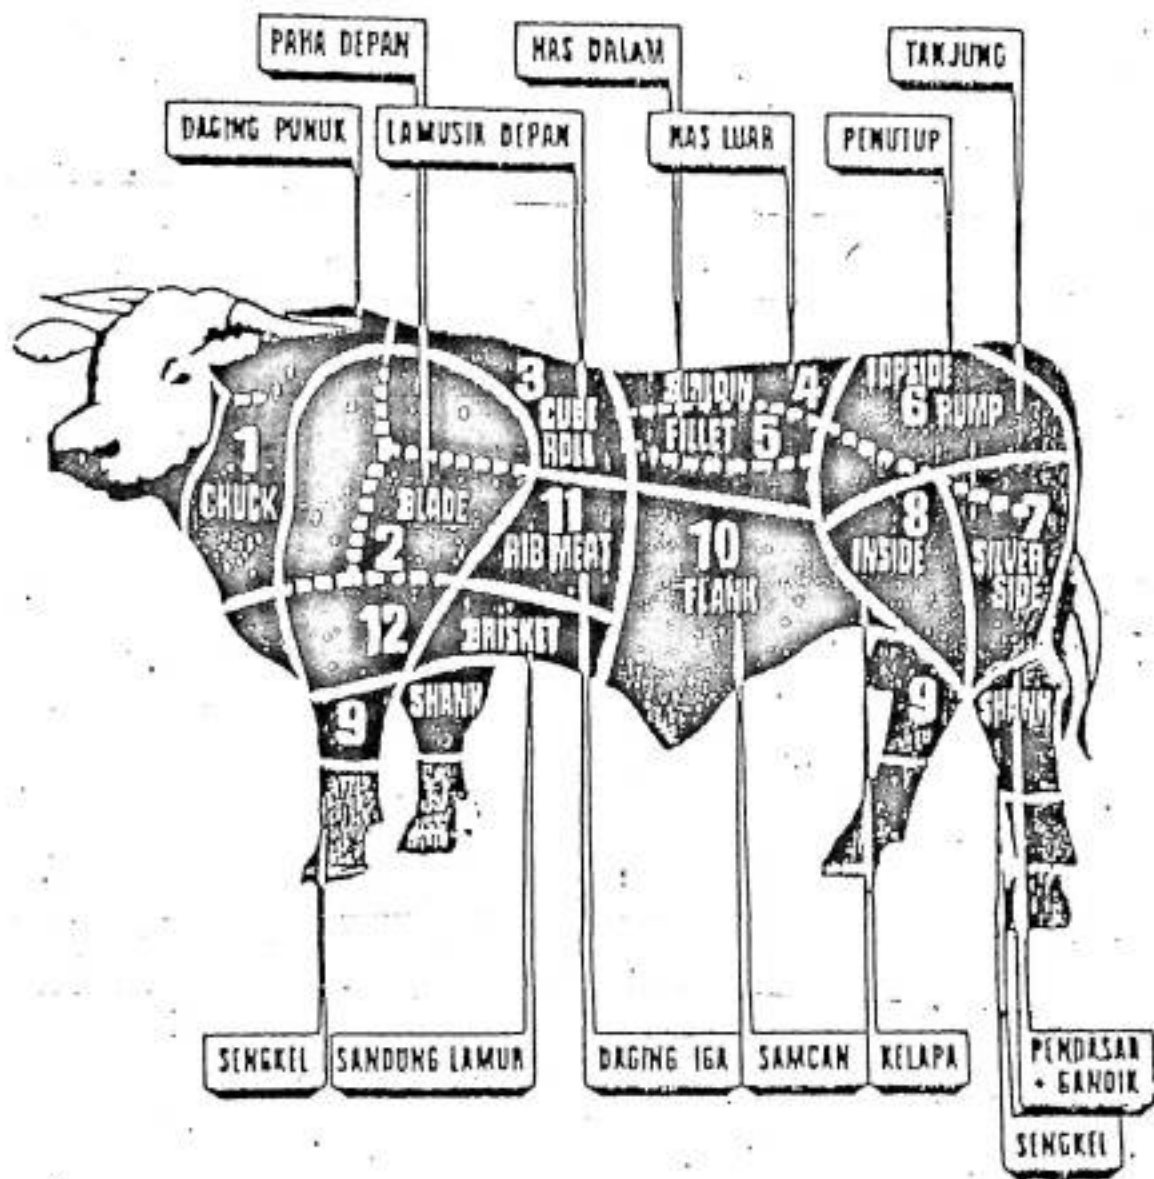 PAHA DEPAN
HAS DALAM
TANJUNG
DAGING PUNUK
LAMUSIR DEPAN
HAS LUAR
PENUTUP
3
CUBE
ROLL
SIRLOIN
4
FILLET
5
TOPSIDE
6 RUMP
1
CHUCK
BLADE
2
11
RIB MEAT
10
FLANK
8
INSIDE
7
SILVER
SIDE
12
BRISKET
9
SHANK
9
SHANK
SENGKEL
SANDUNG LAMUR
DAGING IGA
SAMCAN
KELAPA
PENDASAR
+ GANDIK
SENGKEL